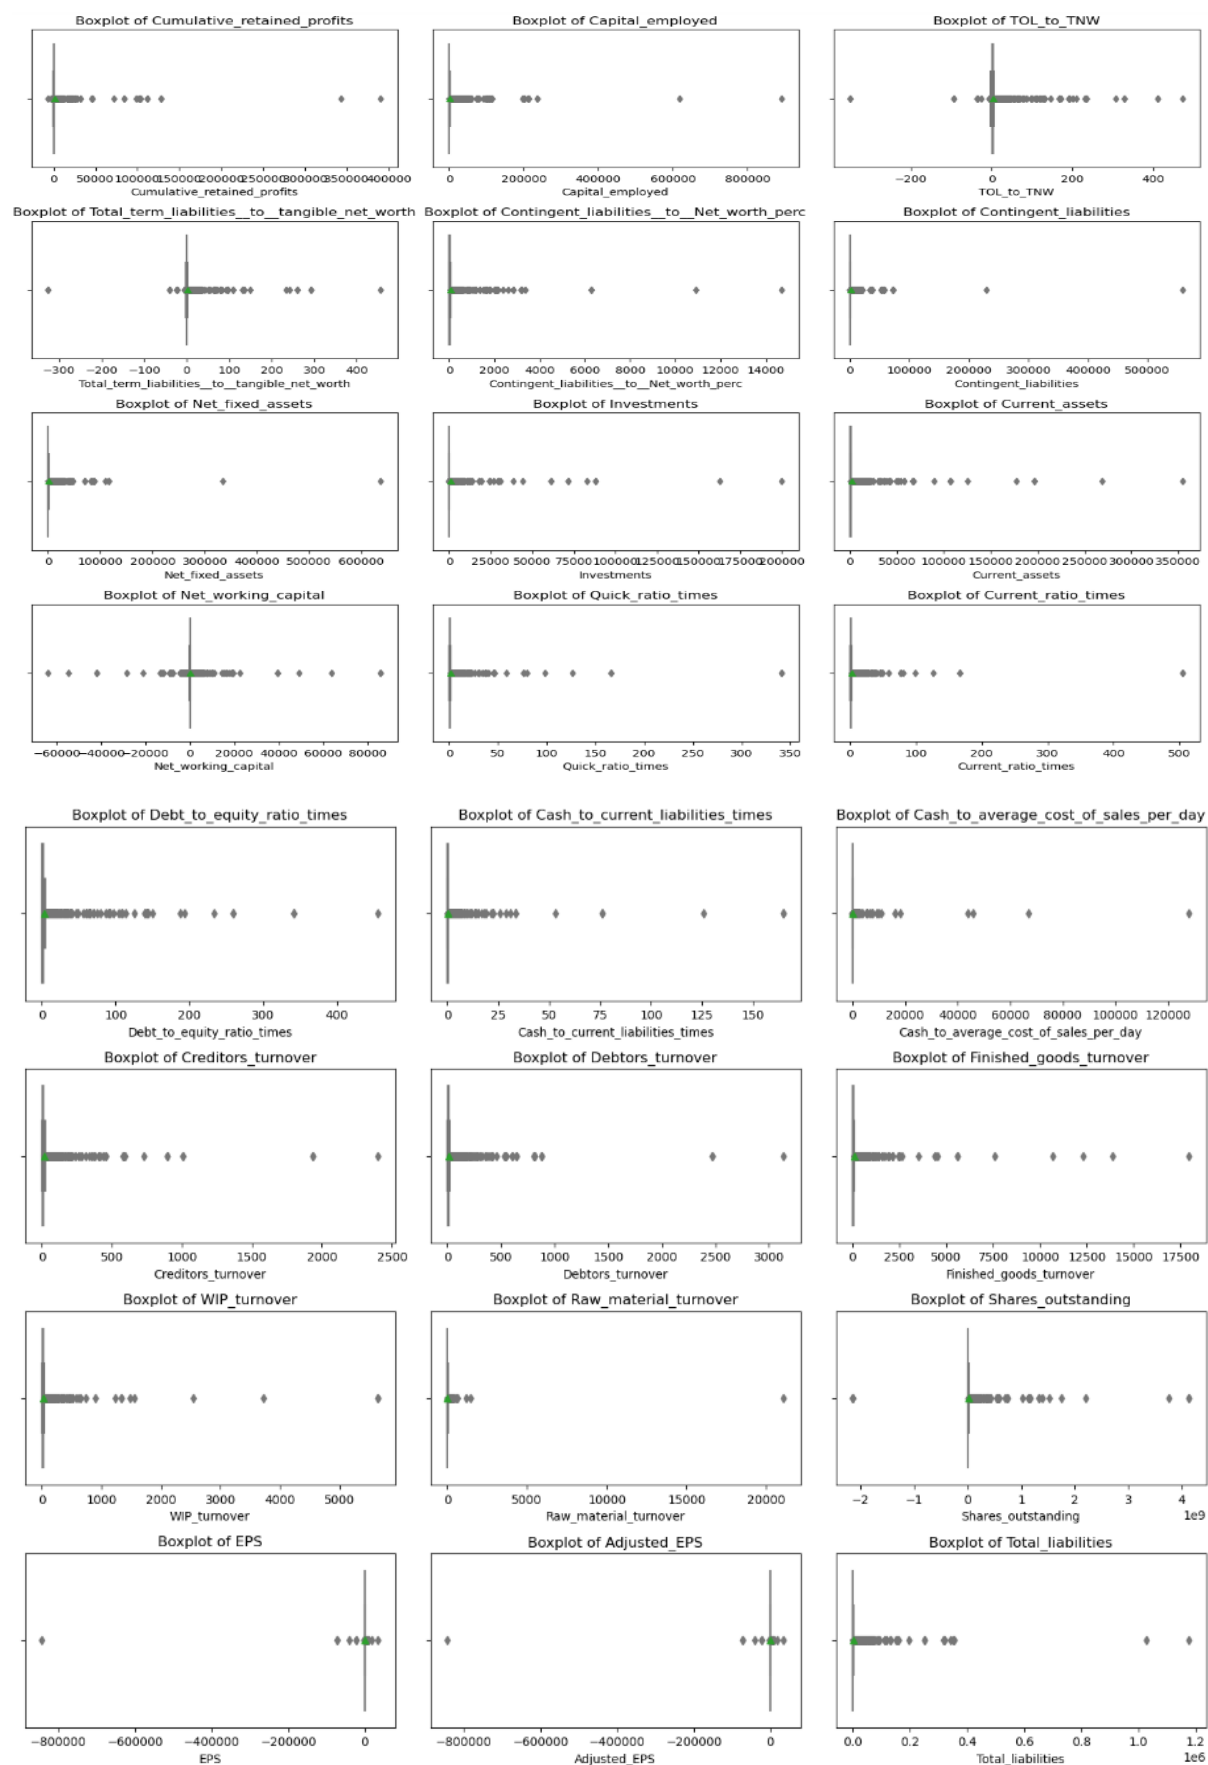 Boxplot of Cumulative_retained_profits Boxplot of Capital_employed Boxplot of TOL_to_TNW
0 50000 100000 150000 200000 250000 300000 350000 400000 0 200000 400000 600000 800000 −200 0 200 400
Cumulative_retained_profits Capital_employed TOL_to_TNW
Boxplot of Total_term_liabilities__to__tangible_net_worth Boxplot of Contingent_liabilities__to__Net_worth_perc Boxplot of Contingent_liabilities
−300 −200 −100 0 100 200 300 400 0 2000 4000 6000 8000 10000 12000 14000 0 100000 200000 300000 400000 500000
Total_term_liabilities__to__tangible_net_worth Contingent_liabilities__to__Net_worth_perc Contingent_liabilities
Boxplot of Net_fixed_assets Boxplot of Investments Boxplot of Current_assets
0 100000 200000 300000 400000 500000 600000 0 25000 50000 75000 100000 125000 150000 175000 200000 0 50000 100000 150000 200000 250000 300000 350000
Net_fixed_assets Investments Current_assets
Boxplot of Net_working_capital Boxplot of Quick_ratio_times Boxplot of Current_ratio_times
−60000 −40000 −20000 0 20000 40000 60000 80000 0 50 100 150 200 250 300 350 0 100 200 300 400 500
Net_working_capital Quick_ratio_times Current_ratio_times
Boxplot of Debt_to_equity_ratio_times Boxplot of Cash_to_current_liabilities_times Boxplot of Cash_to_average_cost_of_sales_per_day
0 100 200 300 400 0 25 50 75 100 125 150 0 20000 40000 60000 80000 100000 120000
Debt_to_equity_ratio_times Cash_to_current_liabilities_times Cash_to_average_cost_of_sales_per_day
Boxplot of Creditors_turnover Boxplot of Debtors_turnover Boxplot of Finished_goods_turnover
0 500 1000 1500 2000 2500 0 500 1000 1500 2000 2500 3000 0 2500 5000 7500 10000 12500 15000 17500
Creditors_turnover Debtors_turnover Finished_goods_turnover
Boxplot of WIP_turnover Boxplot of Raw_material_turnover Boxplot of Shares_outstanding
0 1000 2000 3000 4000 5000 0 5000 10000 15000 20000 −2 −1 0 1 2 3 4
WIP_turnover Raw_material_turnover Shares_outstanding 1e9
Boxplot of EPS Boxplot of Adjusted_EPS Boxplot of Total_liabilities
−800000 −600000 −400000 −200000 0 −800000 −600000 −400000 −200000 0 0.0 0.2 0.4 0.6 0.8 1.0 1.2
EPS Adjusted_EPS Total_liabilities 1e6